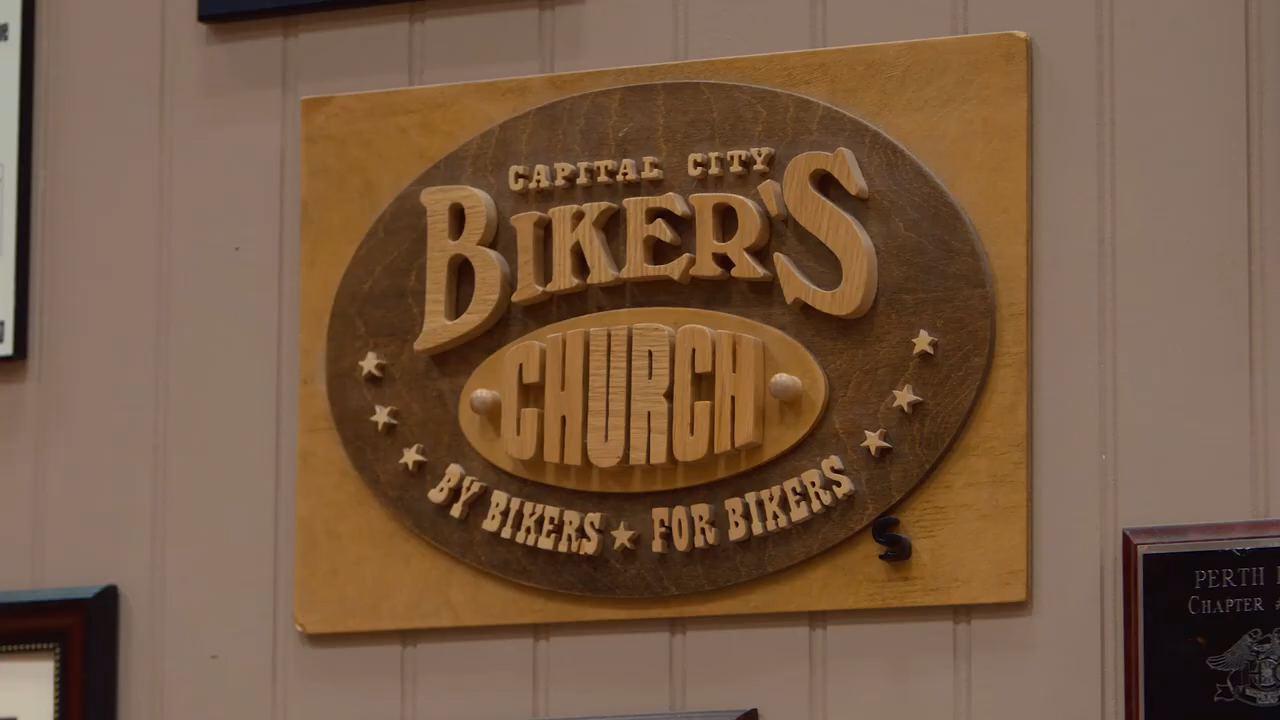 CAPITAL CITY
BIKER'S
CHURCH
BY BIKERS ★ FOR BIKERS
S
PERTH
CHAPTER